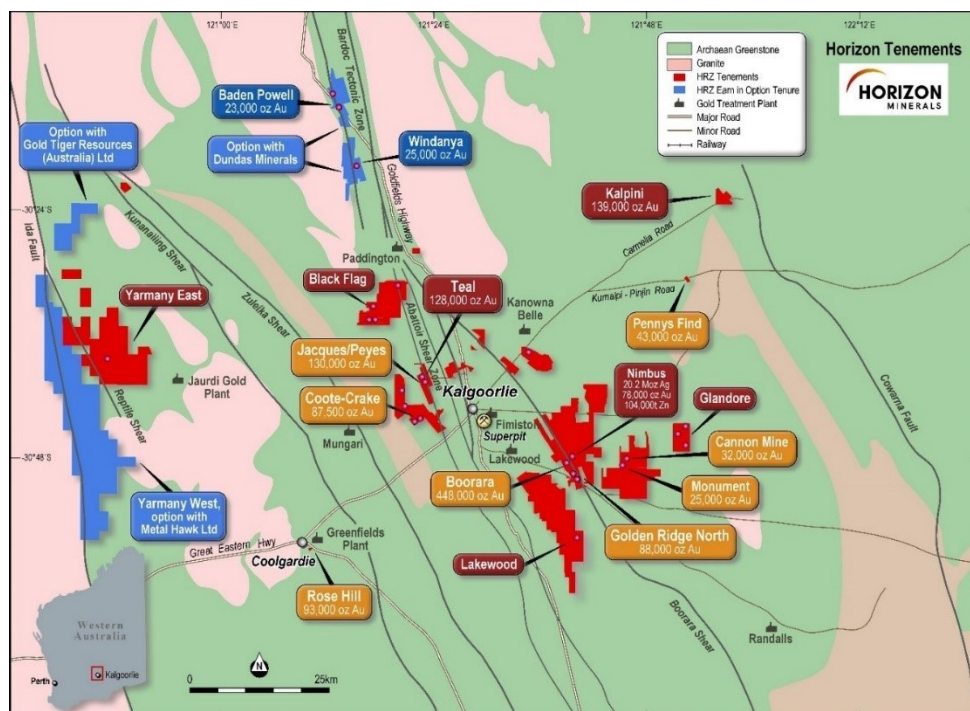 121°00'
121°24'
121°48'
122°12'
Archaean Greenstone
Granite
HRZ Tenements
HRZ Earn in Option Tenure
Gold Treatment Plant
Major Road
Minor Road
Railway
Horizon Tenements
HORIZON
MINERALS
Bardoc Tectonic Zone
Baden Powell
23,000 oz Au
Option with
Dundas Minerals
Windanya
25,000 oz Au
Option with
Gold Tiger Resources
(Australia) Ltd
-30°24'
Ida Fault
Kunanalling Shear
Zuleika Shear
Goldfields Highway
Paddington
Kalpini
139,000 oz Au
Carmelia Road
Kurnalpi - Pinjin Road
Yarmany East
Black Flag
Abattoir Shear Zone
Teal
128,000 oz Au
Kanowna
Belle
Pennys Find
43,000 oz Au
Jacques/Peyes
130,000 oz Au
Coote-Crake
87,500 oz Au
Jaurdi Gold
Plant
Reptile Shear
Mungari
Kalgoorlie
Fimiston
Superpit
Lakewood
Nimbus
20.2 Moz Ag
78,000 oz Au
104,000t Zn
Glandore
Cowarna Fault
Cannon Mine
32,000 oz Au
Monument
25,000 oz Au
-30°48'S
Boorara
448,000 oz Au
Golden Ridge North
88,000 oz Au
Lakewood
Yarmany West,
option with
Metal Hawk Ltd
Great Eastern Hwy
Greenfields
Plant
Coolgardie
Rose Hill
93,000 oz Au
Boorara Shear
Randalls
Western
Australia
Perth
Kalgoorlie
N
0
25km